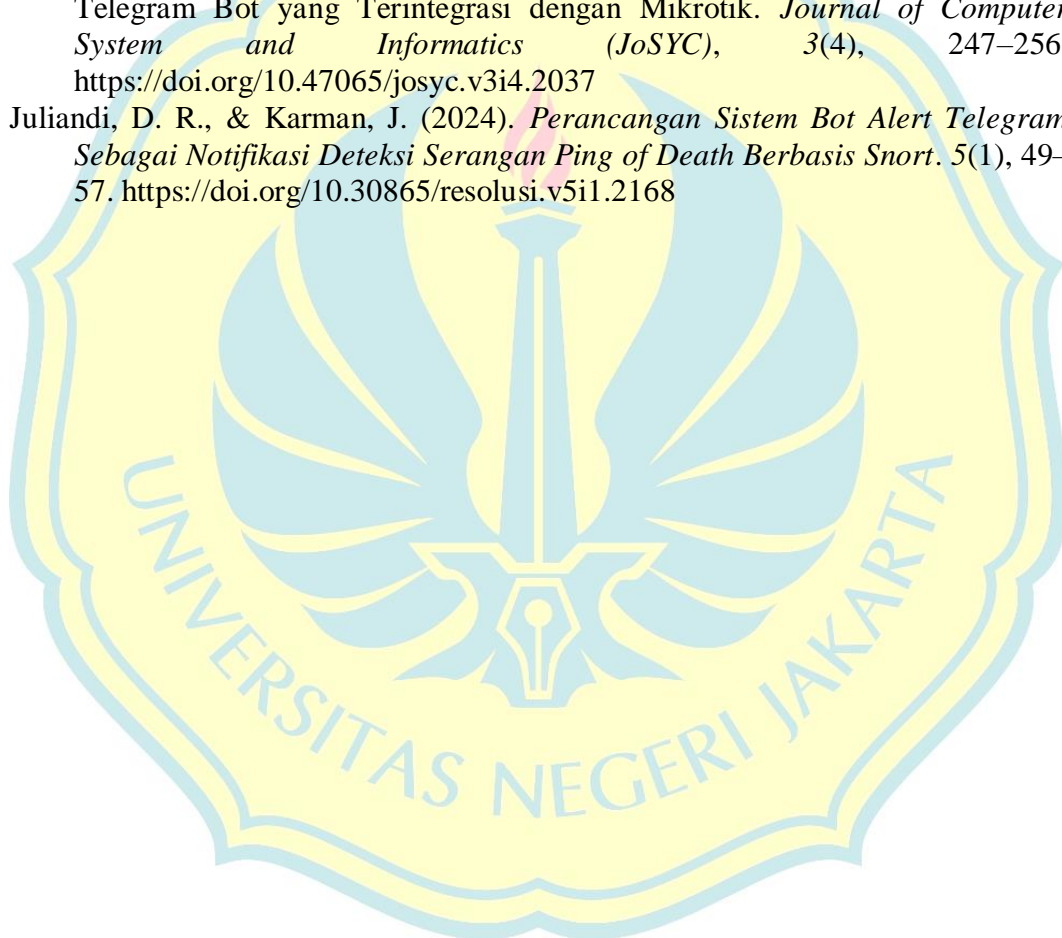 Telegram Bot yang Terintegrasi dengan Mikrotik. Journal of Computer
System and Informatics (JoSYC), 3(4), 247–256
https://doi.org/10.47065/josyc.v3i4.2037
Juliandi, D. R., & Karman, J. (2024). Perancangan Sistem Bot Alert Telegram
Sebagai Notifikasi Deteksi Serangan Ping of Death Berbasis Snort. 5(1), 49–
57. https://doi.org/10.30865/resolusi.v5i1.2168
UNIVERSITAS NEGERI JAKARTA